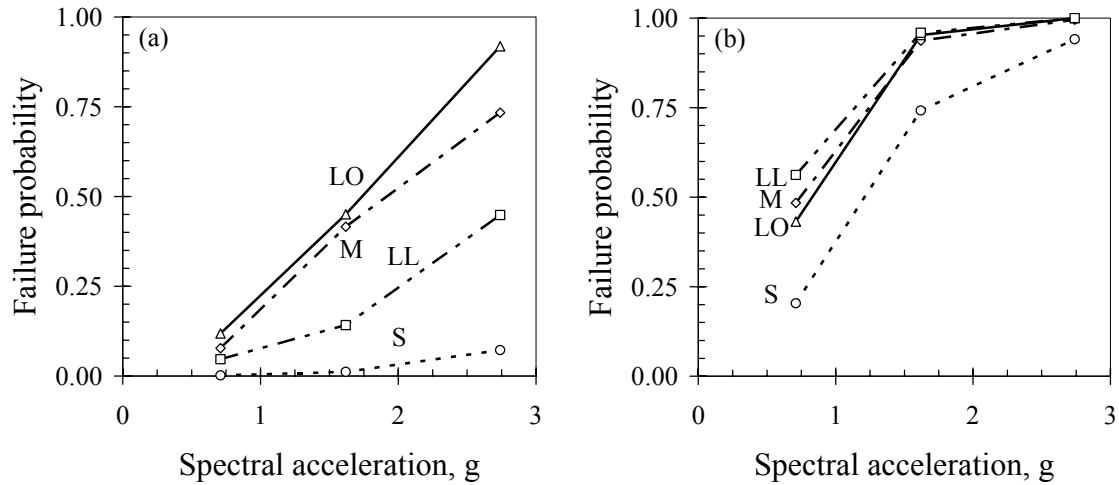 (a)
1.00
0.75
0.50
0.25
0.00
Failure probability
LO
M
LL
S
0
1
2
3
Spectral acceleration, g
(b)
1.00
0.75
0.50
0.25
0.00
Failure probability
LL
M
LO
S
0
1
2
3
Spectral acceleration, g